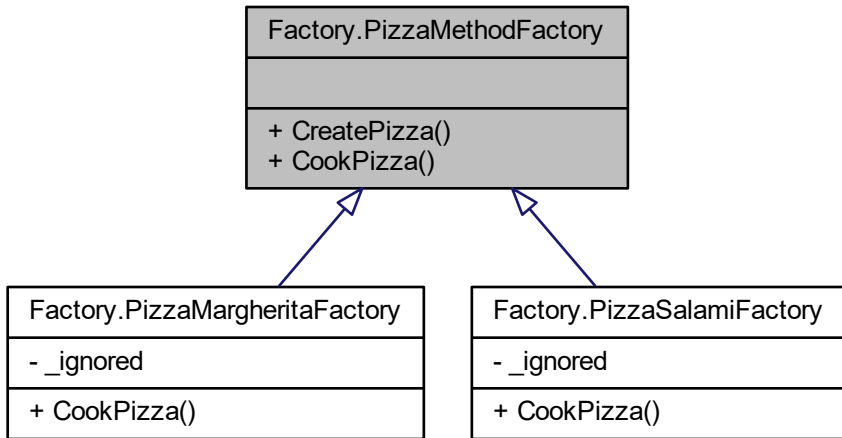 Factory.PizzaMethodFactory
+ CreatePizza()
+ CookPizza()
Factory.PizzaMargheritaFactory
- _ignored
+ CookPizza()
Factory.PizzaSalamiFactory
- _ignored
+ CookPizza()